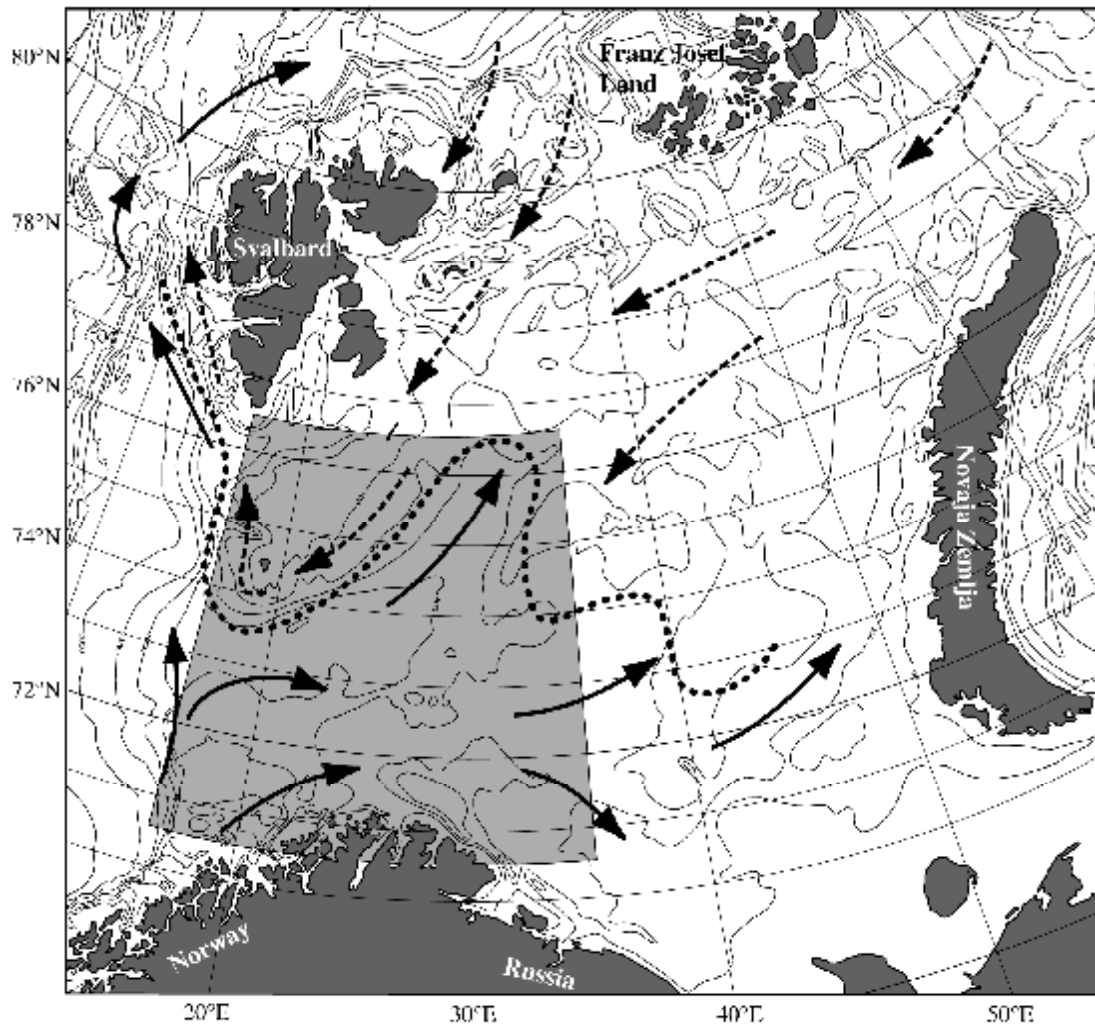 80°N
Franz Josef
Land
78°N
Svalbard
76°N
74°N
Novaja Zemlja
72°N
Norway
Russia
20°E
30°E
40°E
50°E